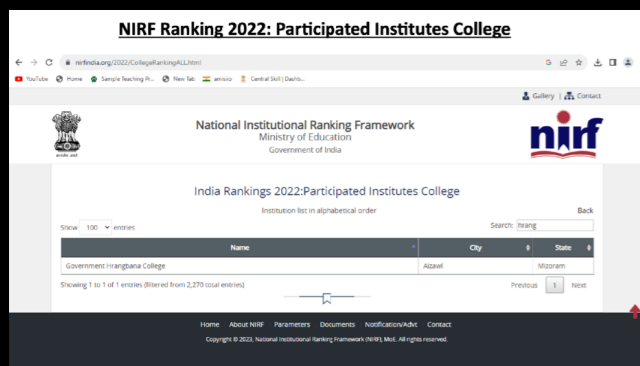 NIRF Ranking 2022: Participated Institutes College
nirfindia.org/2022/CollegeRankingALL.html
YouTube Home Sample Teaching Pr... New Tab amisio Central Skill | Dashb...
Gallery | Contact
National Institutional Ranking Framework
Ministry of Education
Government of India
nirf
India Rankings 2022:Participated Institutes College
Institution list in alphabetical order
Back
Show 100 entries
Search: hrang
Name City State
Government Hrangbana College Aizawl Mizoram
Showing 1 to 1 of 1 entries (filtered from 2,270 total entries)
Previous 1 Next
Home About NIRF Parameters Documents Notification/Advt Contact
Copyright © 2023, National Institutional Ranking Framework (NIRF), MoE. All rights reserved.